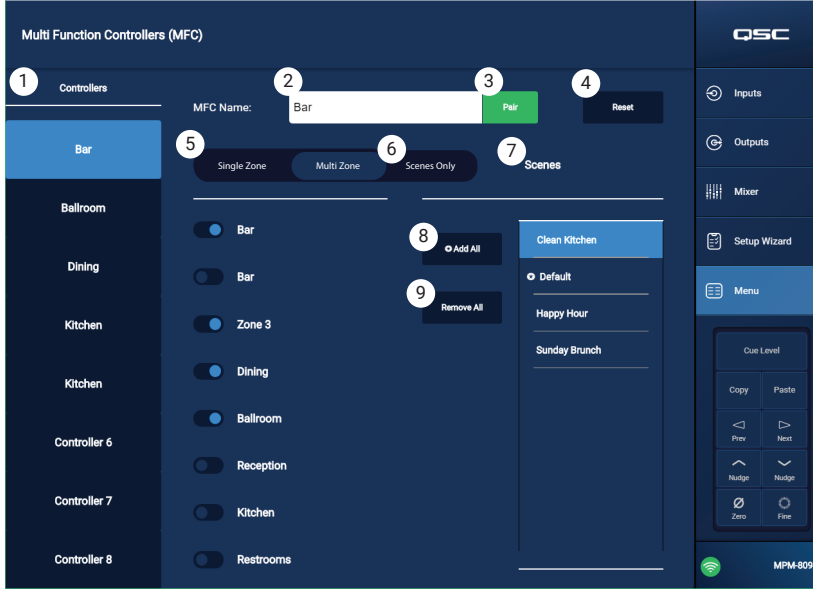 Multi Function Controllers (MFC)
QSC
1
Controllers
2
3
4
MFC Name:
Bar
Pair
Reset
5
6
7
Single Zone
Multi Zone
Scenes Only
Scenes
Bar
Ballroom
Dining
Kitchen
Kitchen
Controller 6
Controller 7
Controller 8
Bar
Bar
Zone 3
Dining
Ballroom
Reception
Kitchen
Restrooms
8
Add All
9
Remove All
Clean Kitchen
Default
Happy Hour
Sunday Brunch
Inputs
Outputs
Mixer
Setup Wizard
Menu
Cue Level
Copy
Paste
Prev
Next
Nudge
Nudge
Zero
Fine
MPM-809